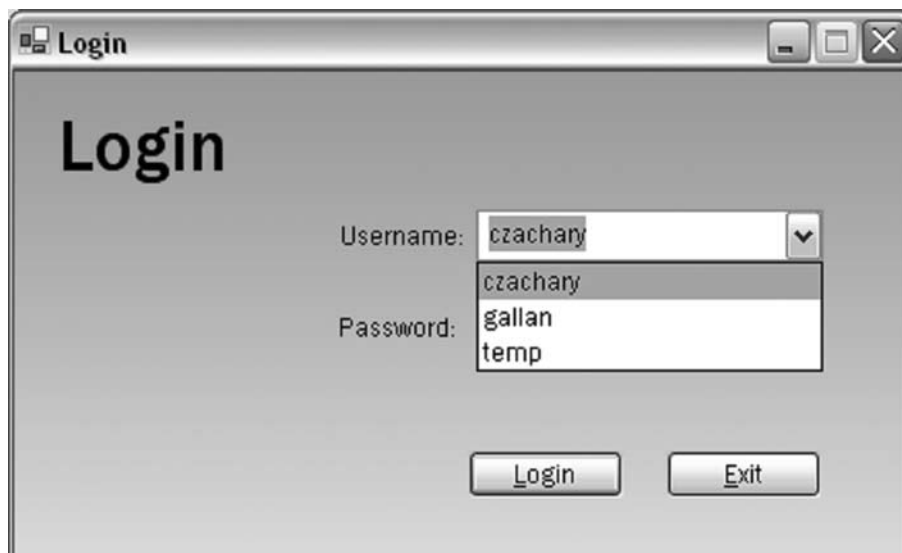 Login
Login
Username: czachary
czachary
gallan
Password:
temp
Login Exit